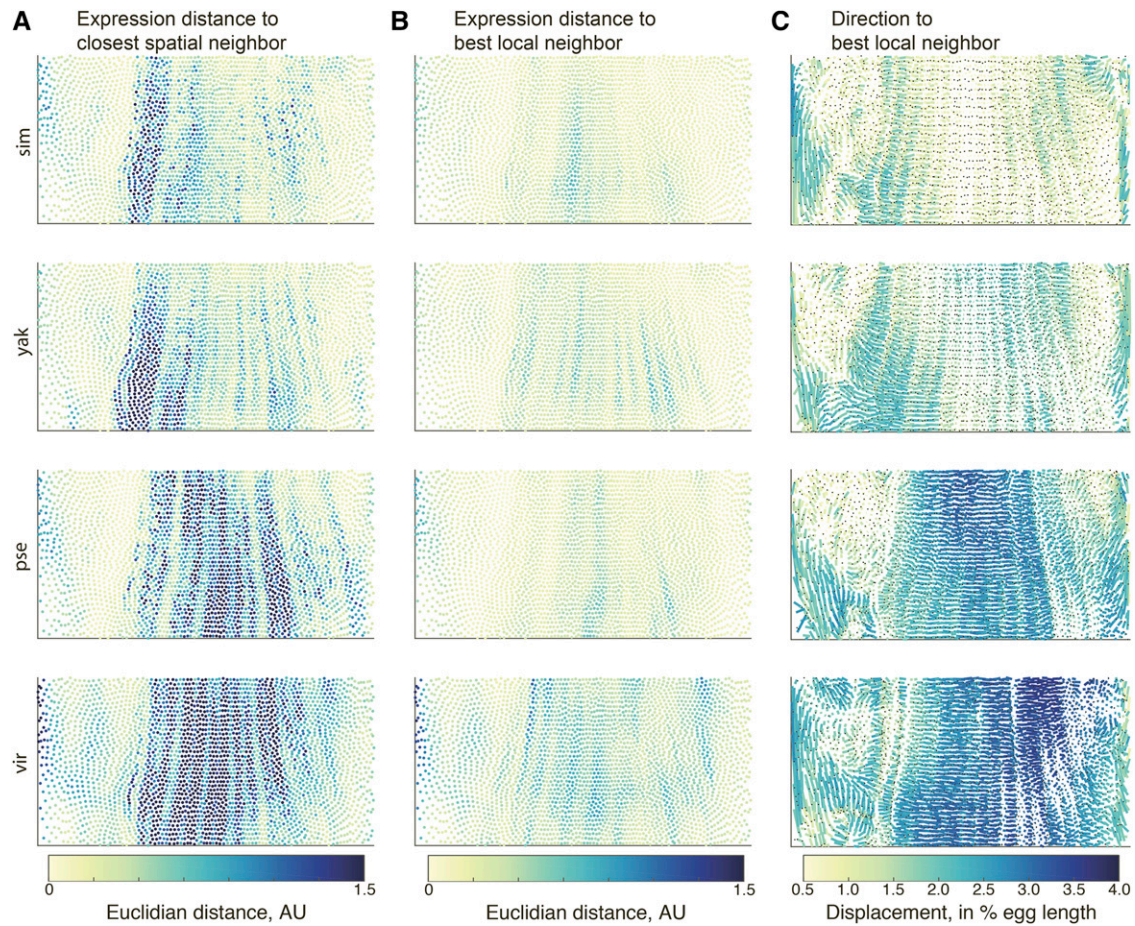 A Expression distance to closest spatial neighbor
B Expression distance to best local neighbor
C Direction to best local neighbor
sim
yak
pse
vir
0 1.5
Euclidian distance, AU
0 1.5
Euclidian distance, AU
0.5 1.0 1.5 2.0 2.5 3.0 3.5 4.0
Displacement, in % egg length